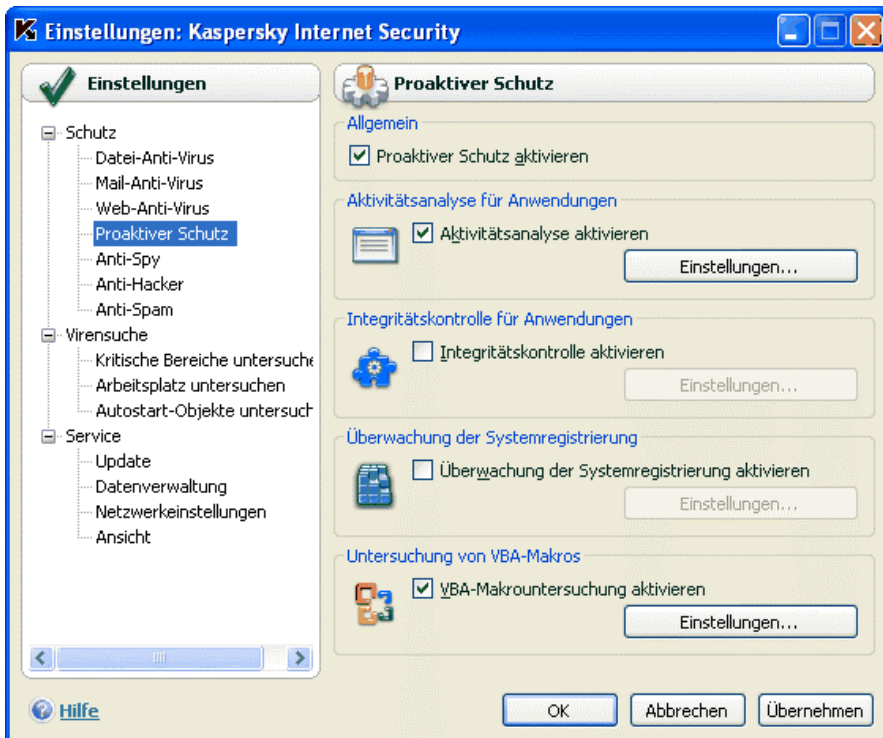 Einstellungen: Kaspersky Internet Security
Einstellungen
Schutz
Datei-Anti-Virus
Mail-Anti-Virus
Web-Anti-Virus
Proaktiver Schutz
Anti-Spy
Anti-Hacker
Anti-Spam
Virensuche
Kritische Bereiche untersuche
Arbeitsplatz untersuchen
Autostart-Objekte untersuch
Service
Update
Datenverwaltung
Netzwerkeinstellungen
Ansicht
Proaktiver Schutz
Allgemein
Proaktiver Schutz aktivieren
Aktivitätsanalyse für Anwendungen
Aktivitätsanalyse aktivieren
Einstellungen...
Integritätskontrolle für Anwendungen
Integritätskontrolle aktivieren
Einstellungen...
Überwachung der Systemregistrierung
Überwachung der Systemregistrierung aktivieren
Einstellungen...
Untersuchung von VBA-Makros
VBA-Makrountersuchung aktivieren
Einstellungen...
Hilfe
OK
Abbrechen
Übernehmen